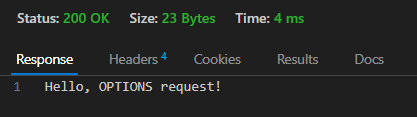 Status: 200 OK Size: 23 Bytes Time: 4 ms
Response Headers 4 Cookies Results Docs
1 Hello, OPTIONS request!